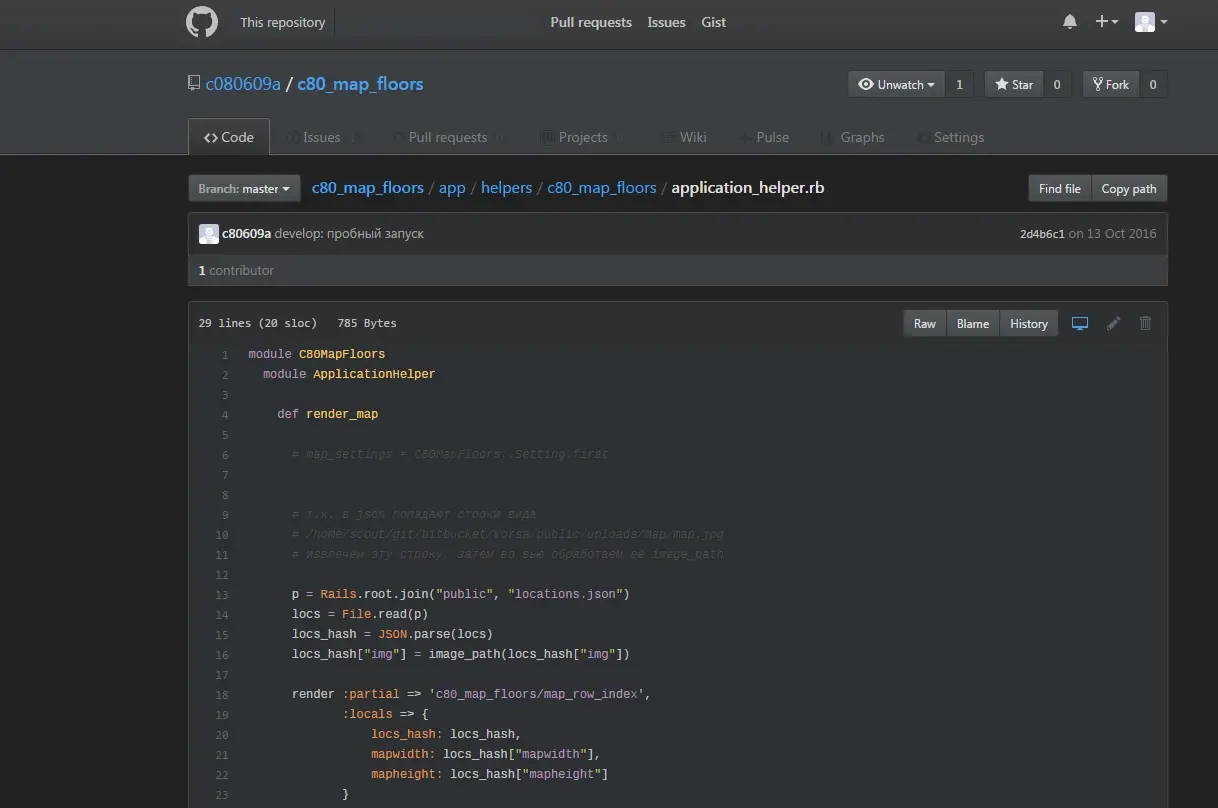 This repository Pull requests Issues Gist
c080609a / c80_map_floors Unwatch 1 Star 0 Fork 0
<> Code Issues Pull requests 0 Projects Wiki Pulse Graphs Settings
Branch: master c80_map_floors / app / helpers / c80_map_floors / application_helper.rb Find file Copy path
c80609a develop: пробный запуск 2d4b6c1 on 13 Oct 2016
1 contributor
29 lines (20 sloc) 785 Bytes Raw Blame History
1 module C80MapFloors
2 module ApplicationHelper
3
4 def render_map
5
6 # map_settings = C80MapFloors::Setting.first
7
8
9 # т.к. в json попадают строки вида
10 # /home/scout/git/bitbucket/vorsa/public/uploads/map/map.jpg
11 # извлечём эту строку, затем во вью обработаем её image_path
12
13 p = Rails.root.join("public", "locations.json")
14 locs = File.read(p)
15 locs_hash = JSON.parse(locs)
16 locs_hash["img"] = image_path(locs_hash["img"])
17
18 render :partial => 'c80_map_floors/map_row_index',
19 :locals => {
20 locs_hash: locs_hash,
21 mapwidth: locs_hash["mapwidth"],
22 mapheight: locs_hash["mapheight"]
23 }